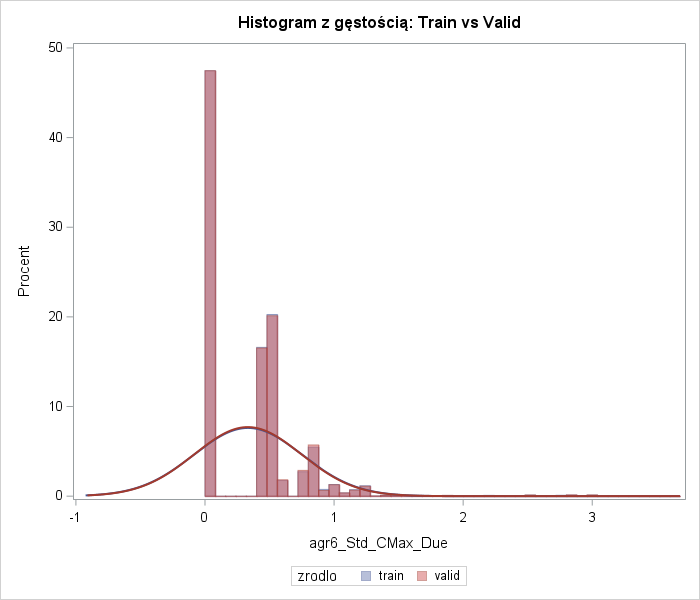 Histogram z gęstością: Train vs Valid
50
40
30
20
10
0
Procent
-1 0 1 2 3
agr6_Std_CMax_Due
zrodlo train valid